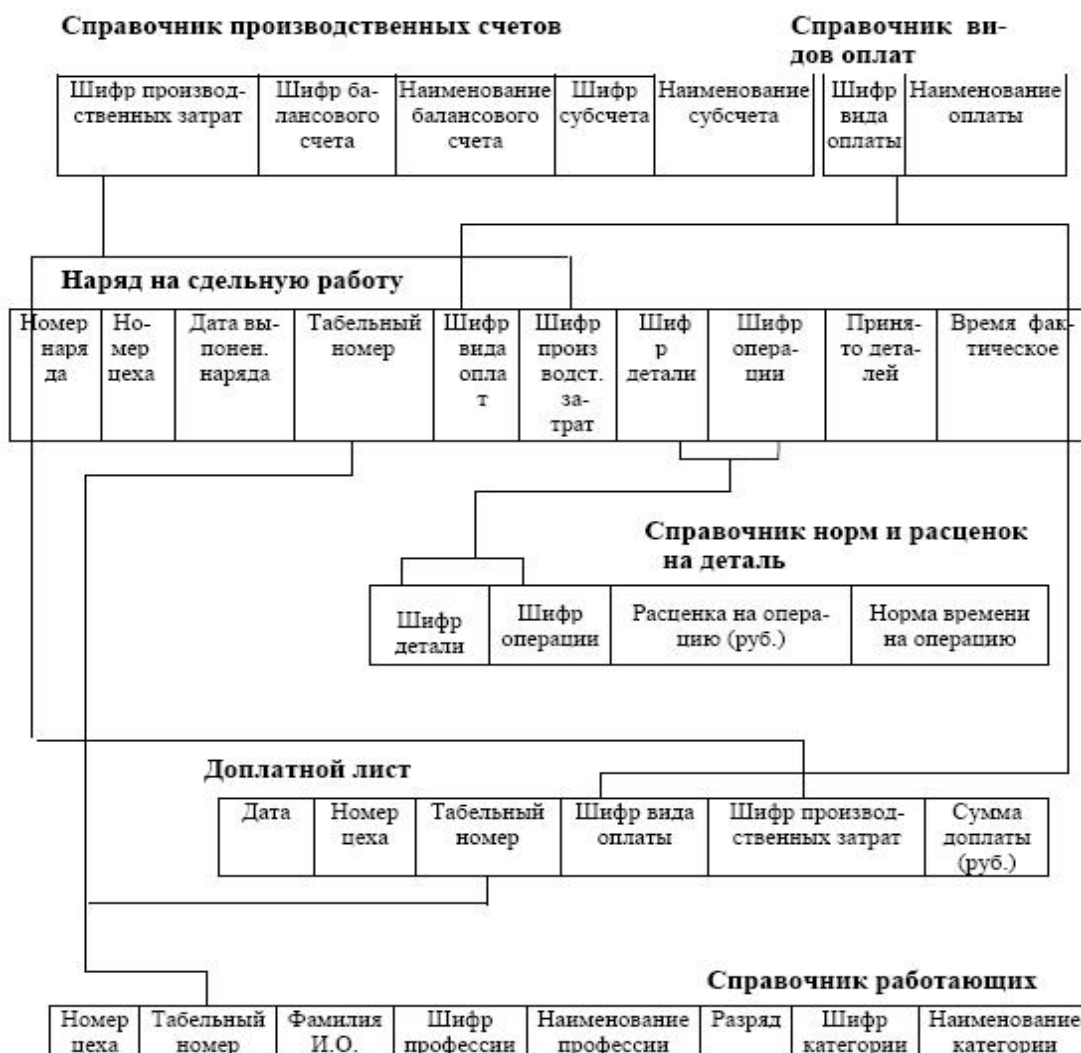 Справочник производственных счетов
Справочник ви-
дов оплат
Шифр производ-
ственных затрат
Шифр ба-
лансового
счета
Наименование
балансового
счета
Шифр
субсчета
Наименование
субсчета
Шифр
вида
оплаты
Наименование
оплаты
Наряд на сдельную работу
Номер
наря
да
Но-
мер
цеха
Дата вы-
понен.
наряда
Табельный
номер
Шифр
вида
опла
т
Шифр
произ
водст.
за-
трат
Шиф
р
детали
Шифр
опера-
ции
Приня-
то дета-
лей
Время фак-
тическое
Справочник норм и расценок
на деталь
Шифр
детали
Шифр
операции
Расценка на опера-
цию (руб.)
Норма времени
на операцию
Доплатной лист
Дата
Номер
цеха
Табельный
номер
Шифр вида
оплаты
Шифр производ-
ственных затрат
Сумма
доплаты
(руб.)
Справочник работающих
Номер
цеха
Табельный
номер
Фамилия
И.О.
Шифр
профессии
Наименование
профессии
Разряд
Шифр
категории
Наименование
категории